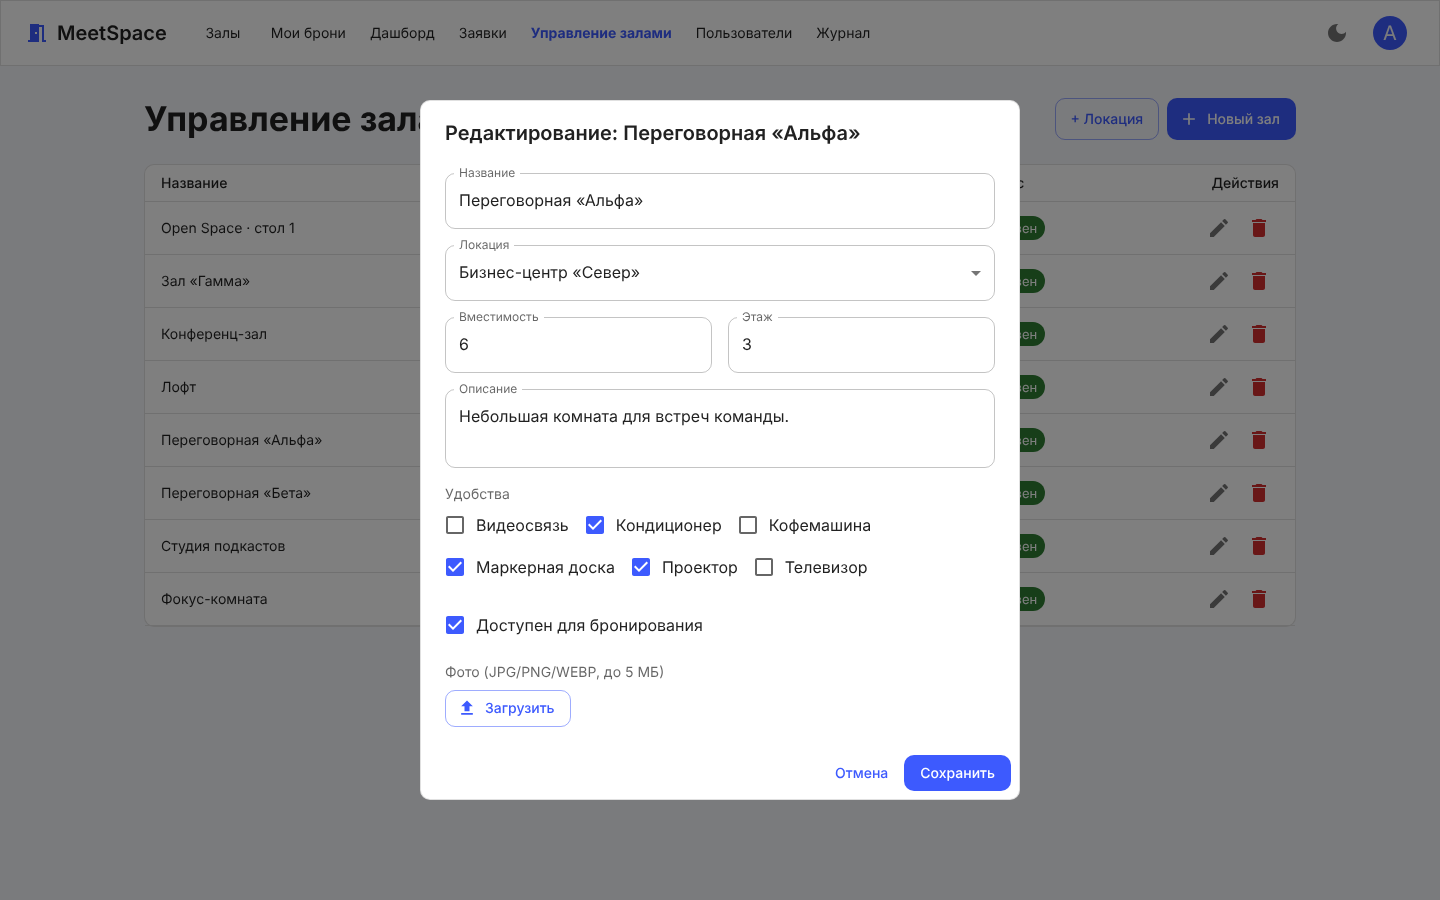 MeetSpace Залы Мои брони Дашборд Заявки Управление залами Пользователи Журнал A
Управление зал
+ Локация
Новый зал
Название Действия
Open Space · стол 1
Зал «Гамма»
Конференц-зал
Лофт
Переговорная «Альфа»
Переговорная «Бета»
Студия подкастов
Фокус-комната
Редактирование: Переговорная «Альфа»
Название
Переговорная «Альфа»
Локация
Бизнес-центр «Север»
Вместимость Этаж
6 3
Описание
Небольшая комната для встреч команды.
Удобства
Видеосвязь Кондиционер Кофемашина
Маркерная доска Проектор Телевизор
Доступен для бронирования
Фото (JPG/PNG/WEBP, до 5 МБ)
Загрузить
Отмена Сохранить